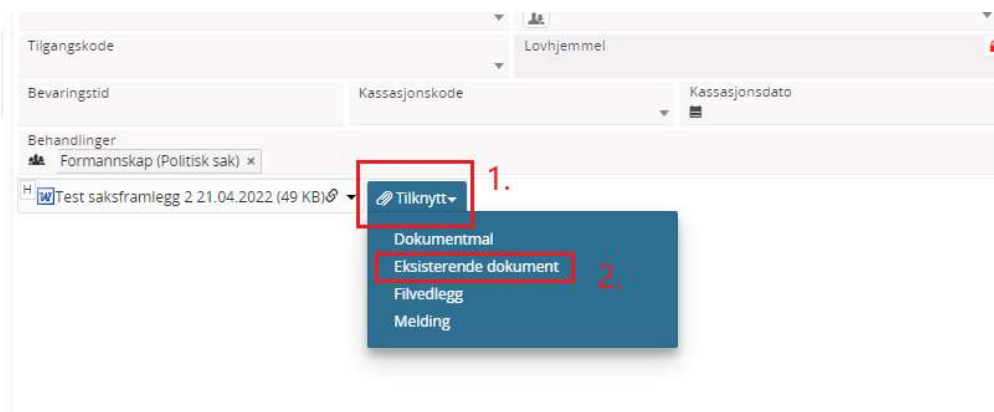 Tilgangskode Lovhjemmel
Bevaringstid Kassasjonskode Kassasjonsdato
Behandlinger
Formannskap (Politisk sak) ×
H W Test saksframlegg 2 21.04.2022 (49 KB) Tilknytt 1.
Dokumentmal
Eksisterende dokument 2.
Filvedlegg
Melding